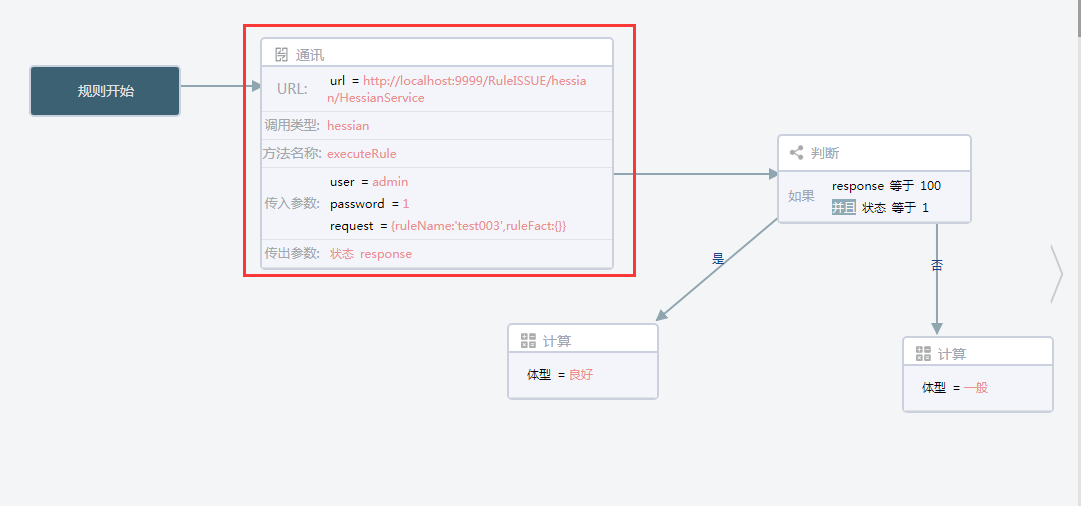 规则开始
通讯
URL: url = http://localhost:9999/RuleISSUE/hessia
n/HessianService
调用类型: hessian
方法名称: executeRule
传入参数: user = admin
password = 1
request = {ruleName:'test003',ruleFact:{}}
传出参数: 状态 response
判断
如果 response 等于 100
并且 状态 等于 1
是
否
计算
体型 = 良好
计算
体型 = 一般